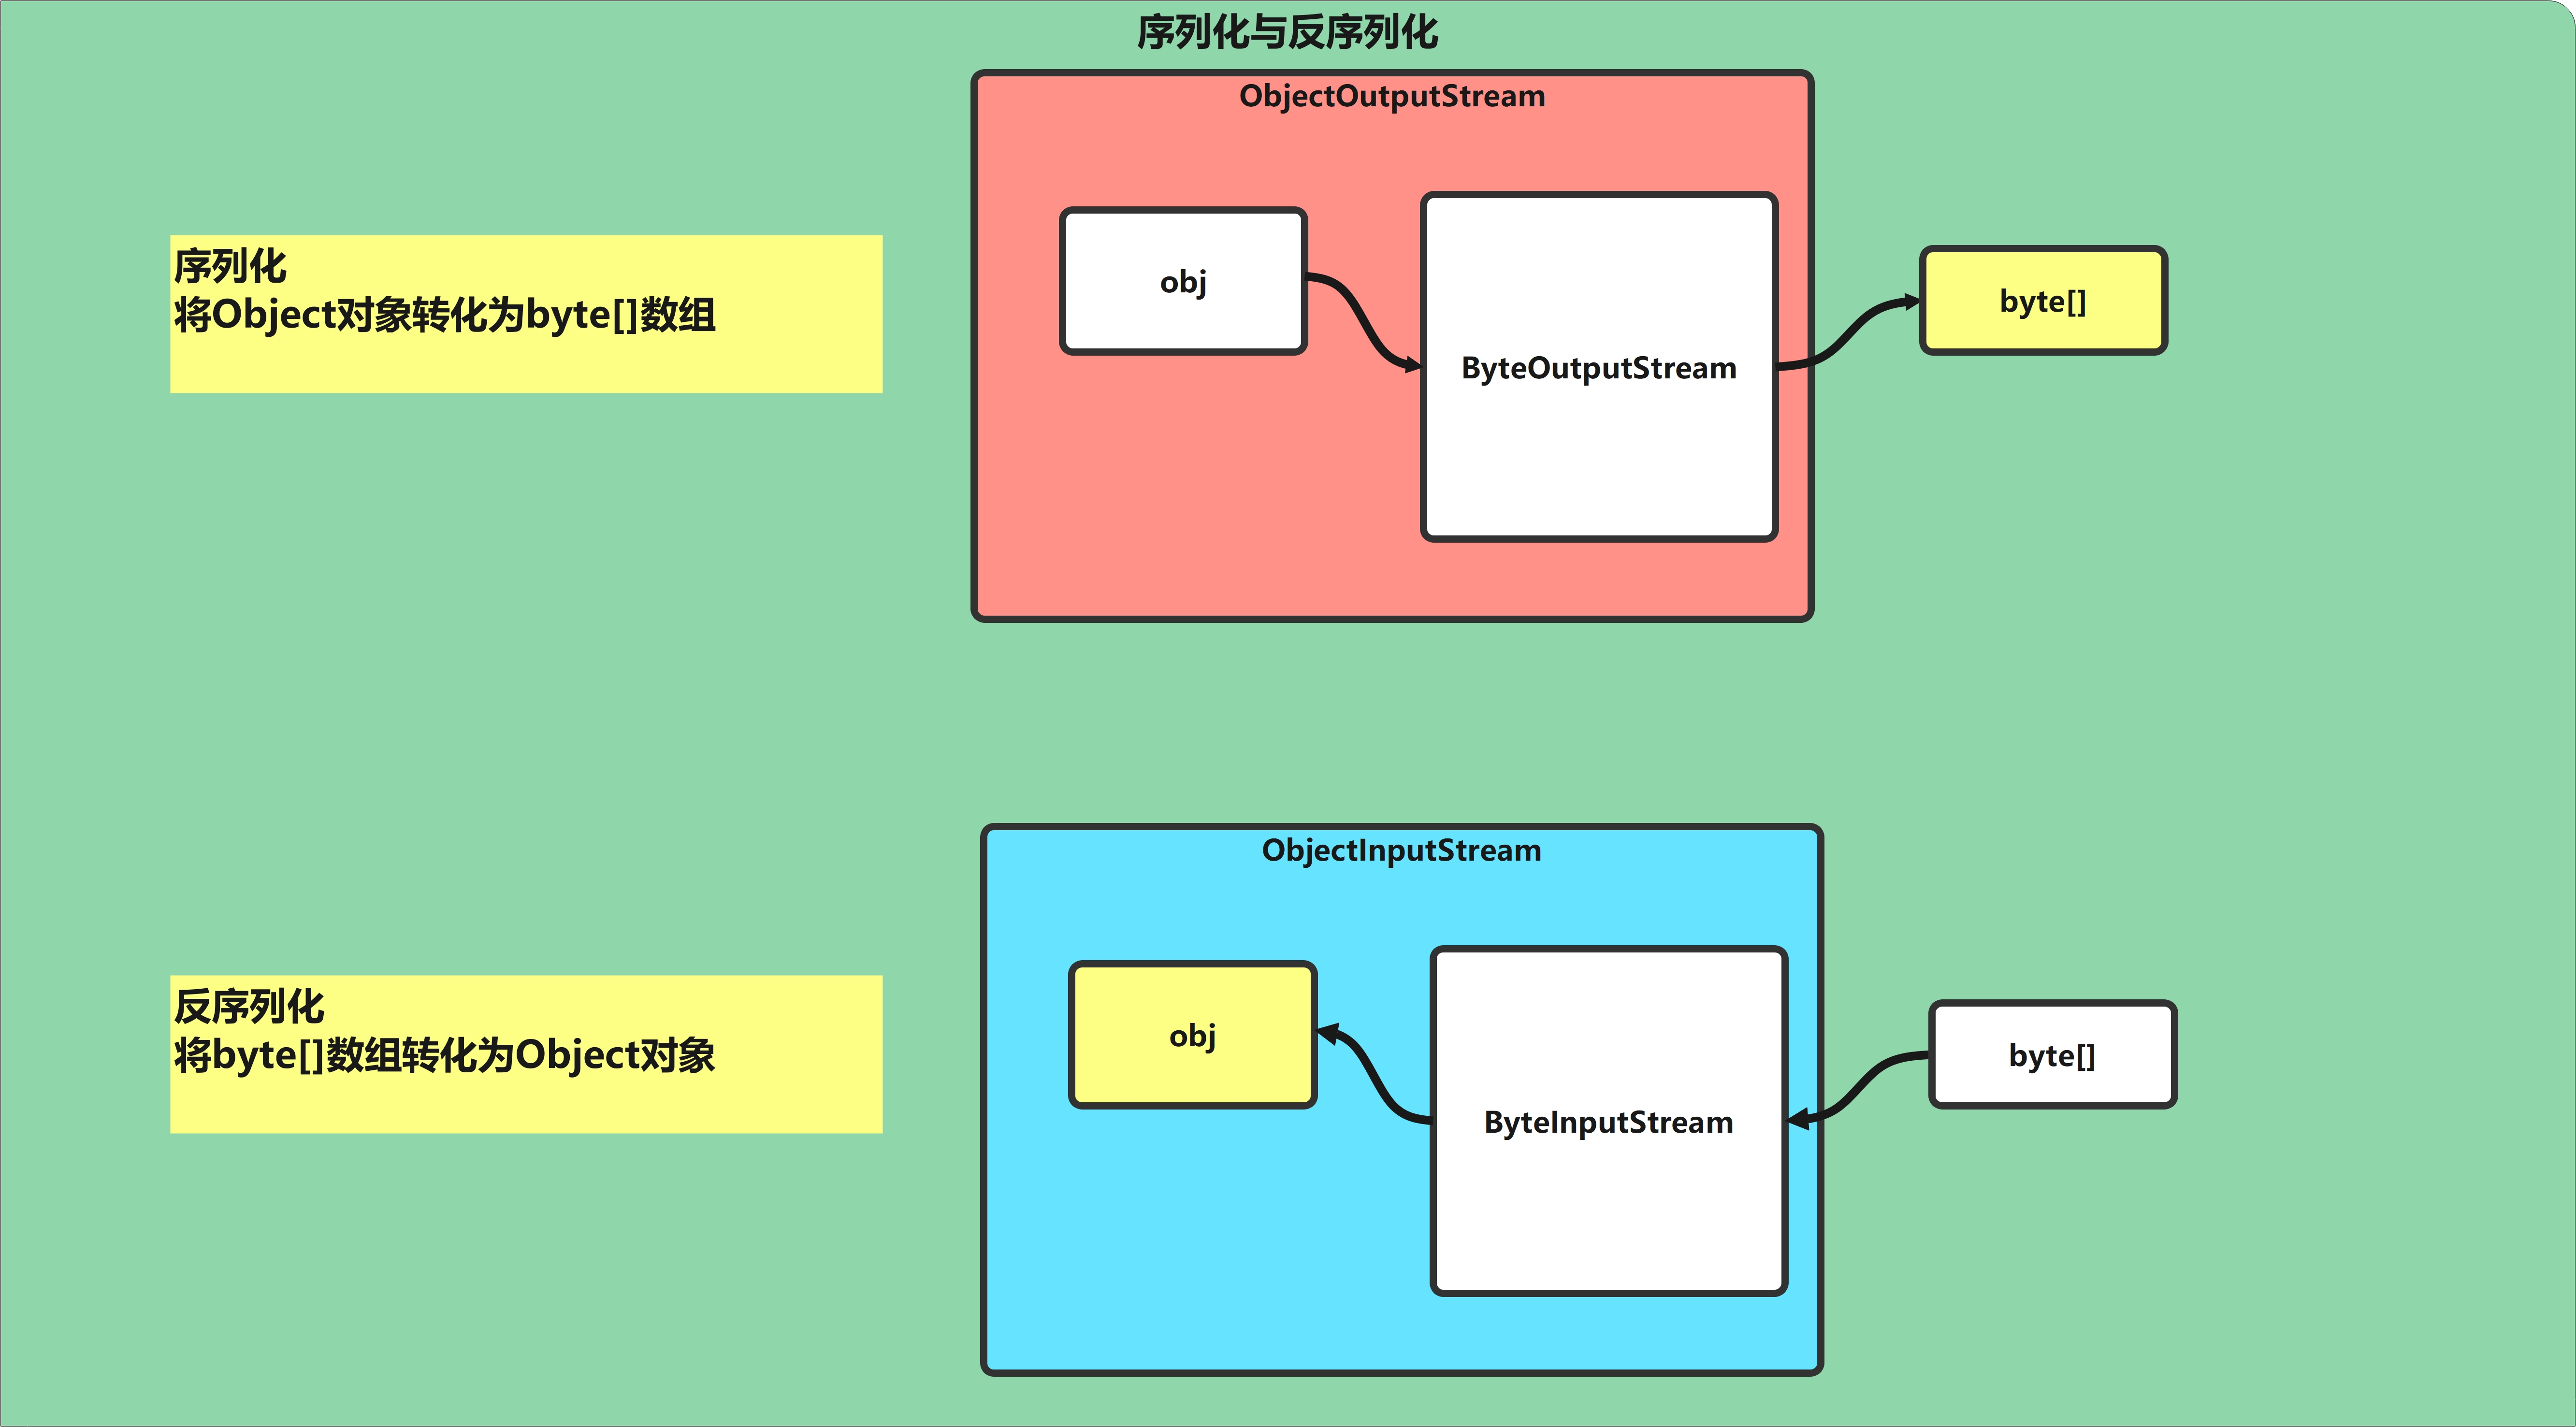 序列化与反序列化
ObjectOutputStream
序列化
将Object对象转化为byte[]数组
obj
ByteOutputStream
byte[]
ObjectInputStream
反序列化
将byte[]数组转化为Object对象
obj
ByteInputStream
byte[]